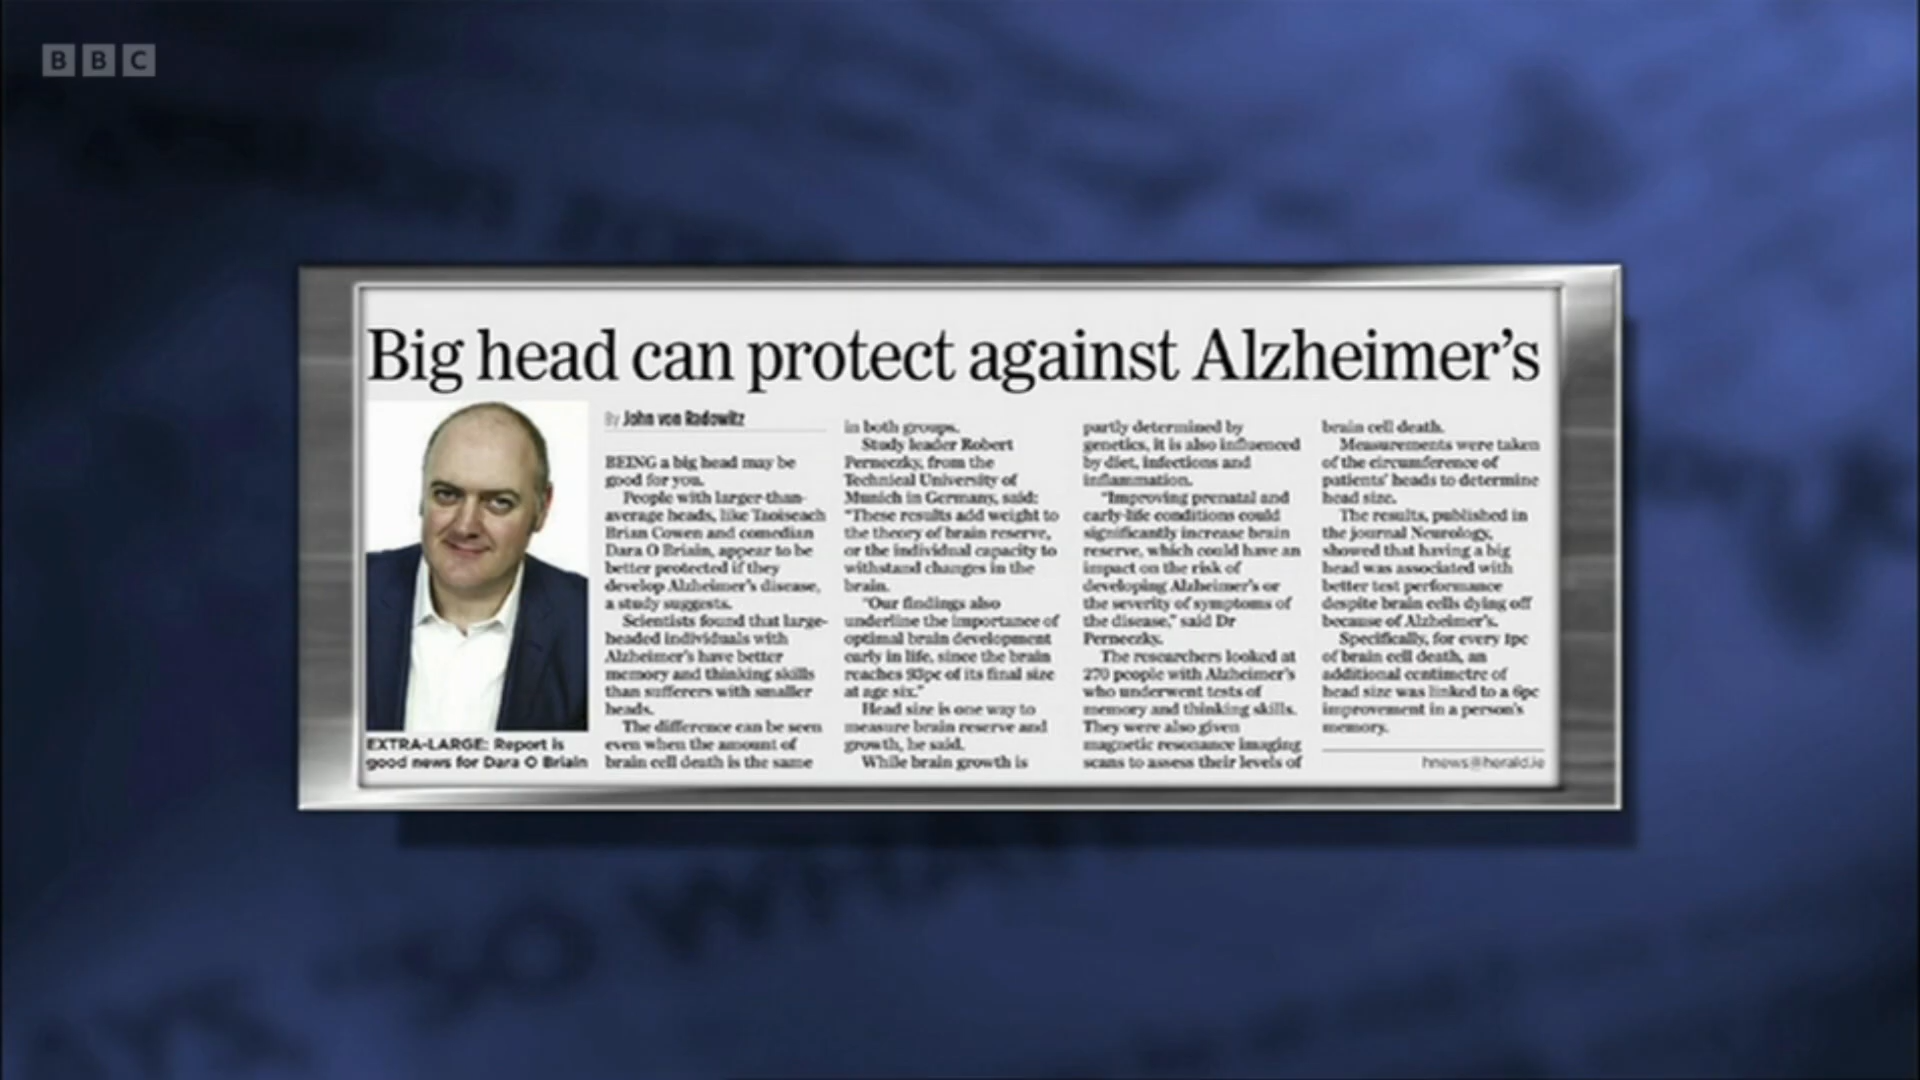 BBC
Big head can protect against Alzheimer's
By John von Radowitz
BEING a big head may be
good for you.
People with larger-than-
average heads, like Taoiseach
Brian Cowen and comedian
Dara O Briain, appear to be
better protected if they
develop Alzheimer's disease,
a study suggests.
Scientists found that large-
headed individuals with
Alzheimer's have better
memory and thinking skills
than sufferers with smaller
heads.
The difference can be seen
even when the amount of
brain cell death is the same
in both groups.
Study leader Robert
Perneczky, from the
Technical University of
Munich in Germany, said:
"These results add weight to
the theory of brain reserve,
or the individual capacity to
withstand changes in the
brain.
"Our findings also
underline the importance of
optimal brain development
early in life, since the brain
reaches 93pc of its final size
at age six."
Head size is one way to
measure brain reserve and
growth, he said.
While brain growth is
partly determined by
genetics, it is also influenced
by diet, infections and
inflammation.
"Improving prenatal and
early-life conditions could
significantly increase brain
reserve, which could have an
impact on the risk of
developing Alzheimer's or
the severity of symptoms of
the disease," said Dr
Perneczky.
The researchers looked at
270 people with Alzheimer's
who underwent tests of
memory and thinking skills.
They were also given
magnetic resonance imaging
scans to assess their levels of
brain cell death.
Measurements were taken
of the circumference of
patients' heads to determine
head size.
The results, published in
the journal Neurology,
showed that having a big
head was associated with
better test performance
despite brain cells dying off
because of Alzheimer's.
Specifically, for every 1pc
of brain cell death, an
additional centimetre of
head size was linked to a 6pc
improvement in a person's
memory.
hnews@herald.ie
EXTRA-LARGE: Report is
good news for Dara O Briain
SO WHAT